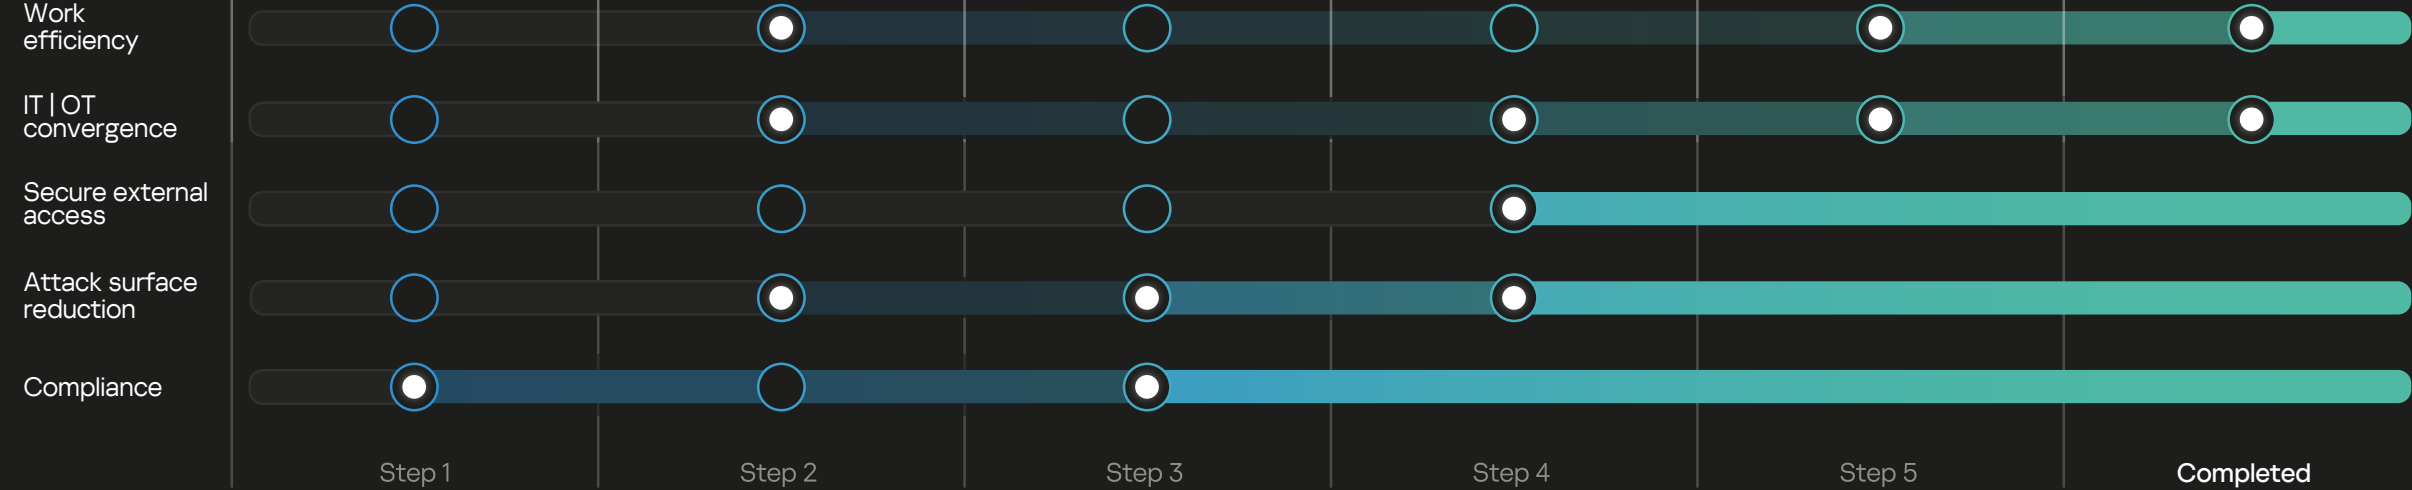 Work
efficiency
IT | OT
convergence
Secure external
access
Attack surface
reduction
Compliance
Step 1
Step 2
Step 3
Step 4
Step 5
Completed